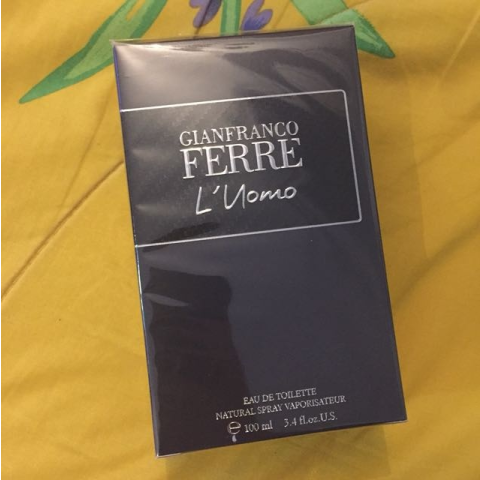 GIANFRANCO
FERRE
L'Uomo
EAU DE TOILETTE
NATURAL SPRAY VAPORISATEUR
℮ 100 ml 3.4 fl.oz.U.S.